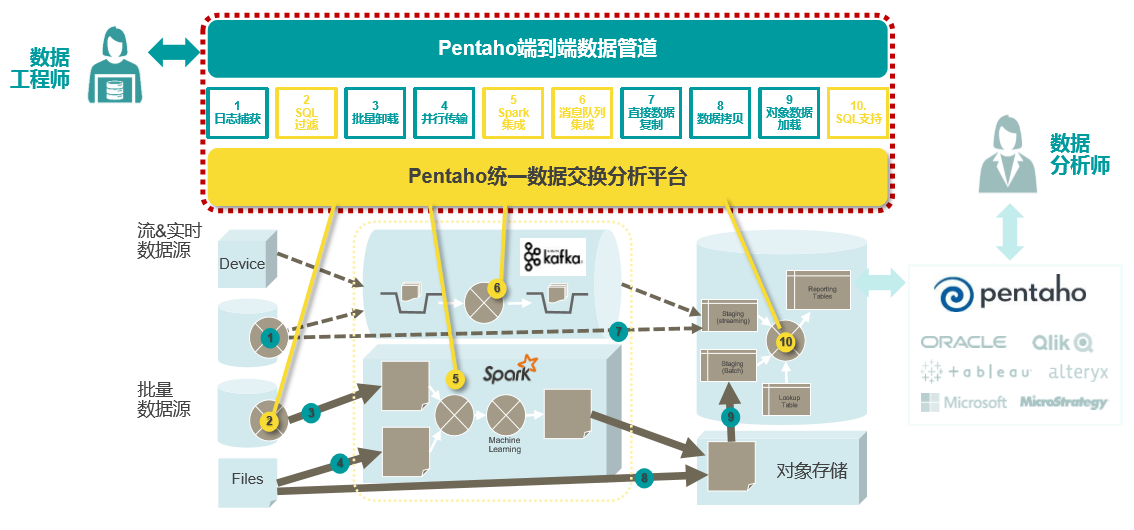 Pentaho端到端数据管道
数据
工程师
1
日志捕获
2
SQL
过滤
3
批量卸载
4
并行传输
5
Spark
集成
6
消息队列
集成
7
直接数据
复制
8
数据拷贝
9
对象数据
加载
10.
SQL支持
Pentaho统一数据交换分析平台
数据
分析师
流&实时
数据源
Device
kafka
6
Reporting
Tables
Staging
(streaming)
1
7
10
批量
数据源
2
3
Spark
5
Machine
Learning
Staging
(Batch)
Lookup
Table
9
4
Files
8
对象存储
pentaho
ORACLE
Qlik
+ a b l e a u
alteryx
Microsoft
MicroStrategy